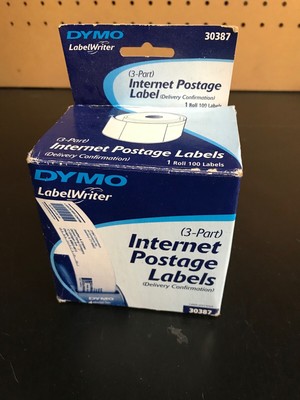 DYMO
30387
LabelWriter
(3-Part)
Internet Postage
Label (Delivery Confirmation)
1 Roll 100 Labels
(3-Part)
Internet Postage Labels
(Delivery Confirmation)
1 Roll 100 Labels
DYMO
LabelWriter
(3-Part)
Internet
Postage
Labels
(Delivery Confirmation)
DYMO
30387